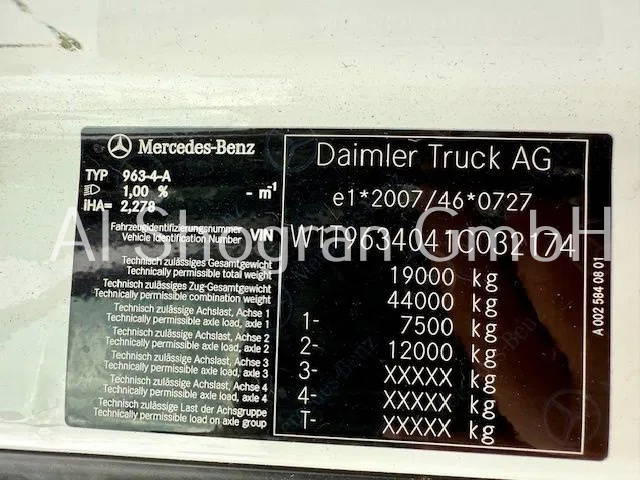 Mercedes-Benz
TYP 963-4-A
1,00 % - m⁻¹
IHA= 2,278
Daimler Truck AG
e1*2007/46*0727
Fahrzeugidentifizierungsnummer
Vehicle Identification Number VIN W1T96340410032174
Al Shogran GmbH
Technisch zulässiges Gesamtgewicht
Technically permissible total weight 19000 kg
Technisch zulässiges Zug-Gesamtgewicht
Technically permissible combination weight 44000 kg
Technisch zulässige Achslast, Achse 1
Technically permissible axle load, axle 1 1- 7500 kg
Technisch zulässige Achslast, Achse 2
Technically permissible axle load, axle 2 2- 12000 kg
Technisch zulässige Achslast, Achse 3
Technically permissible axle load, axle 3 3- XXXXX kg
Technisch zulässige Achslast, Achse 4
Technically permissible axle load, axle 4 4- XXXXX kg
Technisch zulässige Last der Achsgruppe
Technically permissible load on axle group T- XXXXX kg
A 002 584 08 01